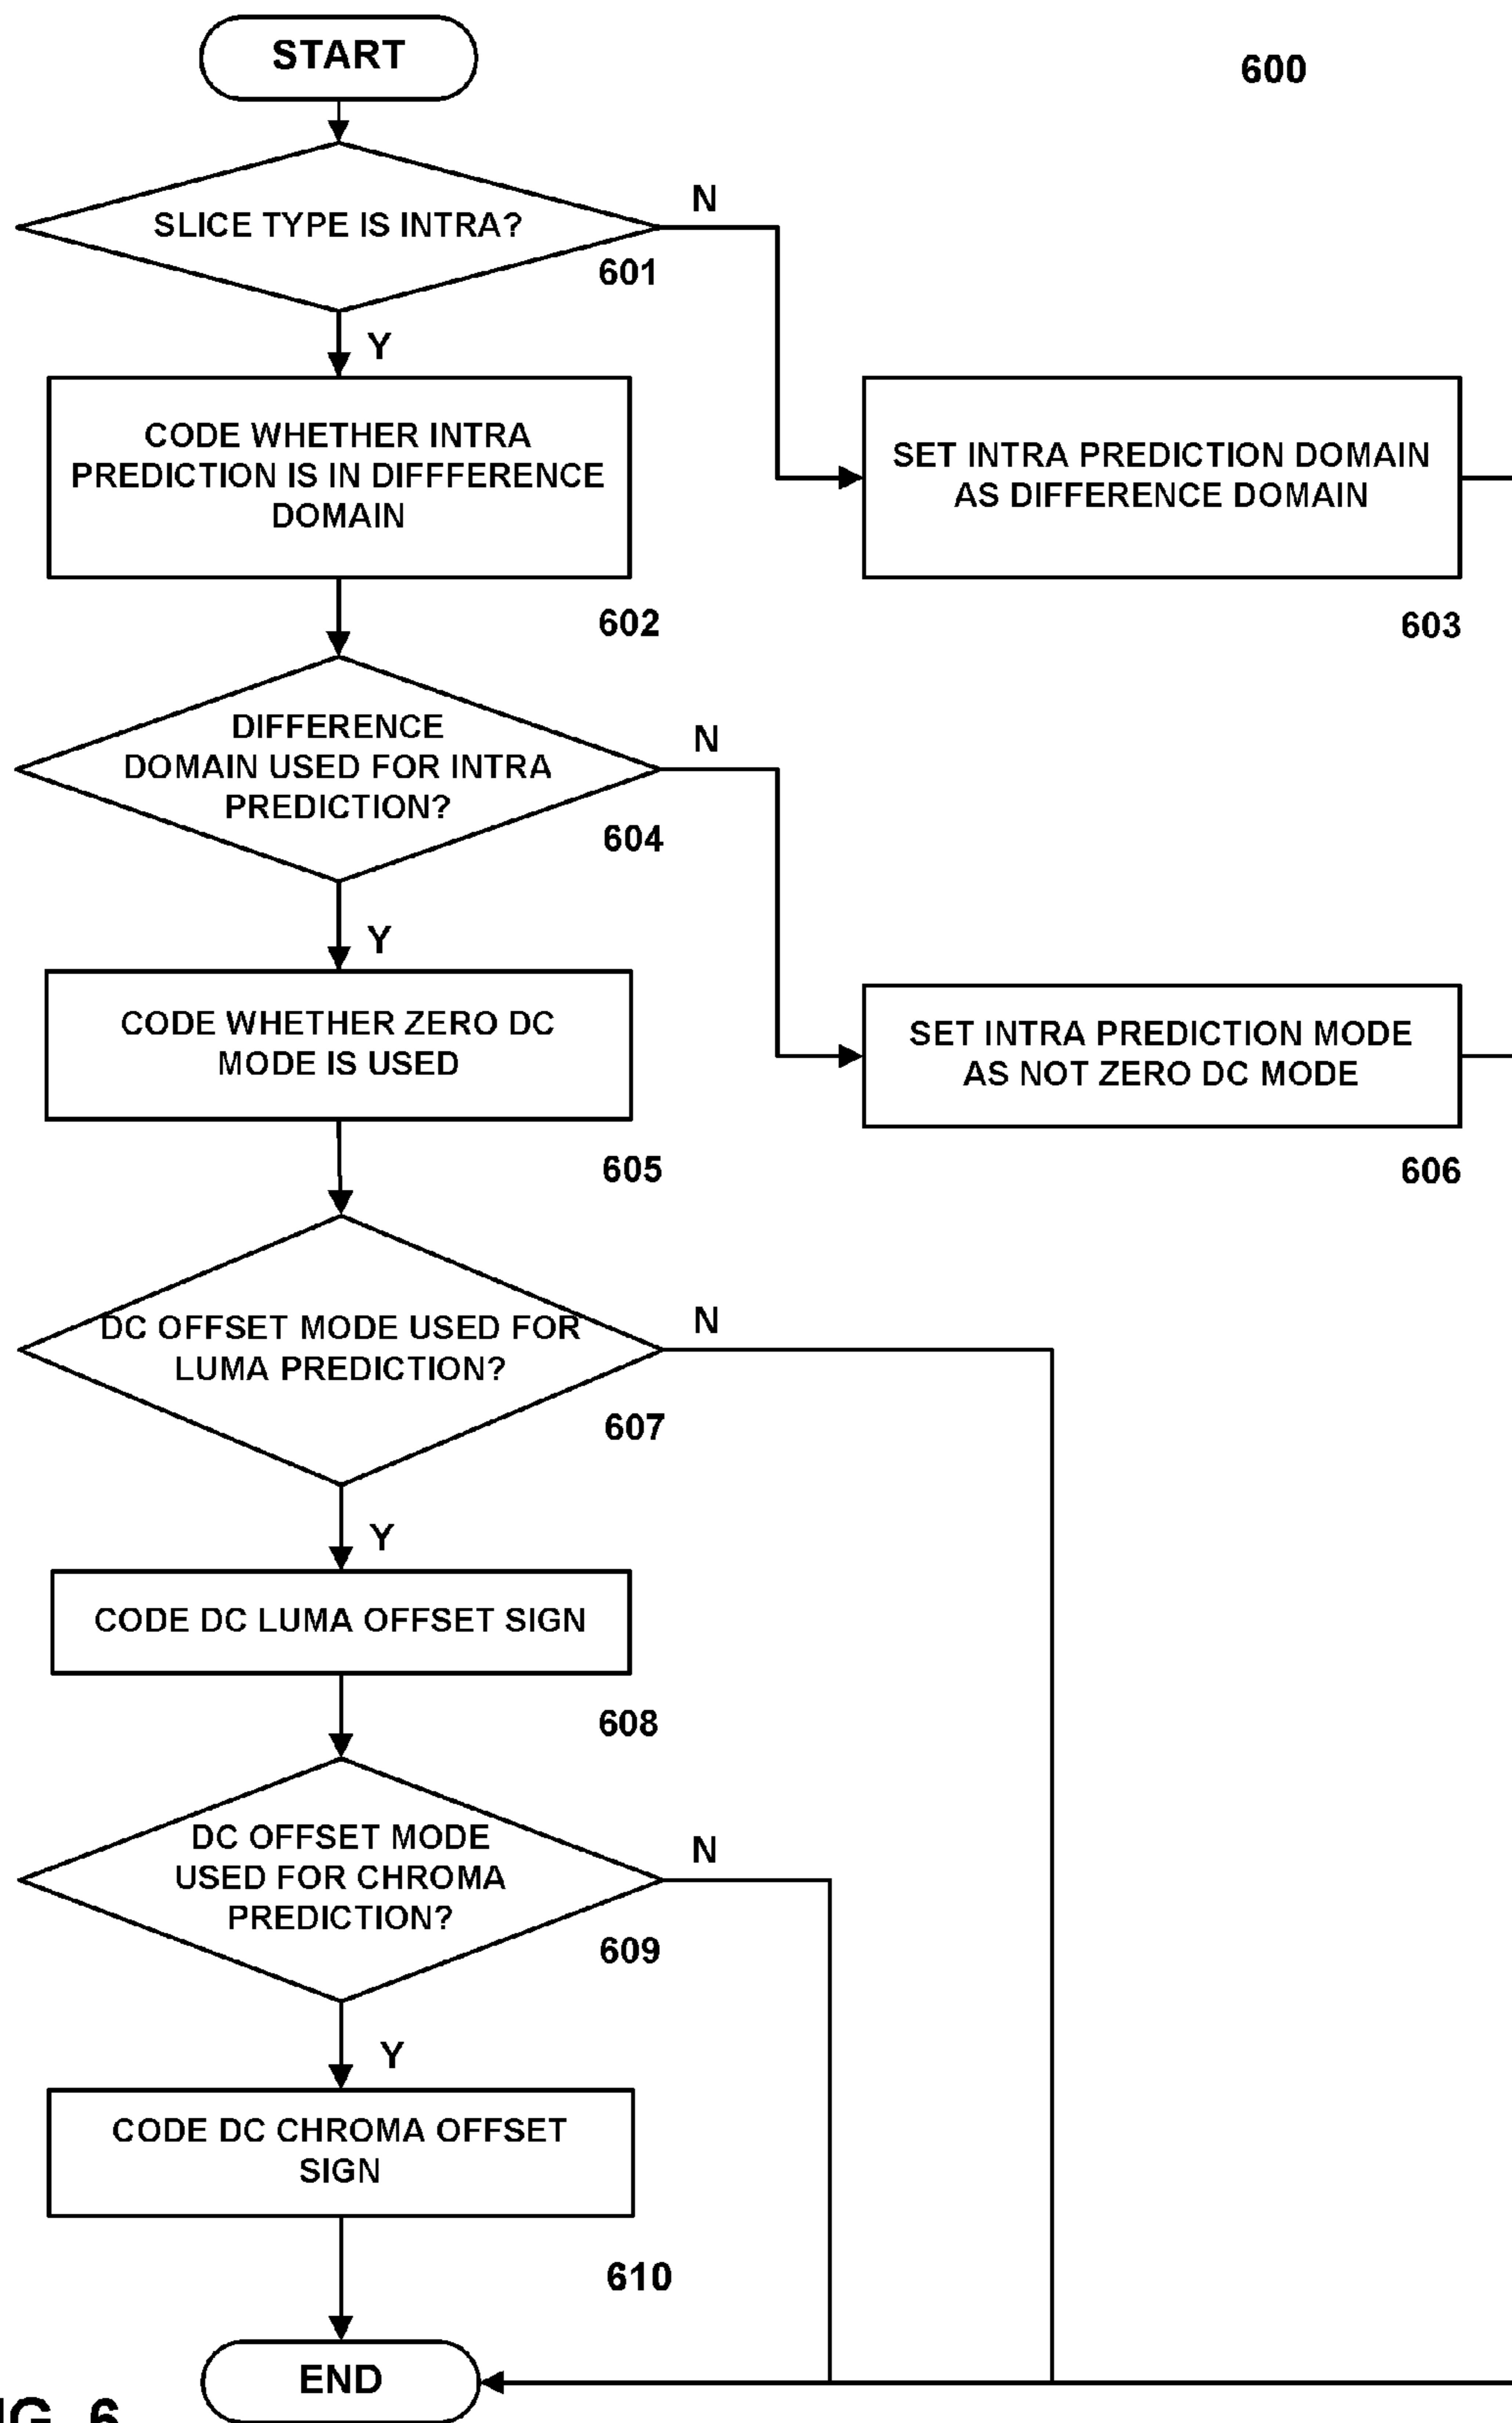 START
600
SLICE TYPE IS INTRA?
N
601
Y
CODE WHETHER INTRA
PREDICTION IS IN DIFFFERENCE
DOMAIN
602
SET INTRA PREDICTION DOMAIN
AS DIFFERENCE DOMAIN
603
DIFFERENCE
DOMAIN USED FOR INTRA
PREDICTION?
N
604
Y
CODE WHETHER ZERO DC
MODE IS USED
605
SET INTRA PREDICTION MODE
AS NOT ZERO DC MODE
606
DC OFFSET MODE USED FOR
LUMA PREDICTION?
N
607
Y
CODE DC LUMA OFFSET SIGN
608
DC OFFSET MODE
USED FOR CHROMA
PREDICTION?
N
609
Y
CODE DC CHROMA OFFSET
SIGN
610
END
6